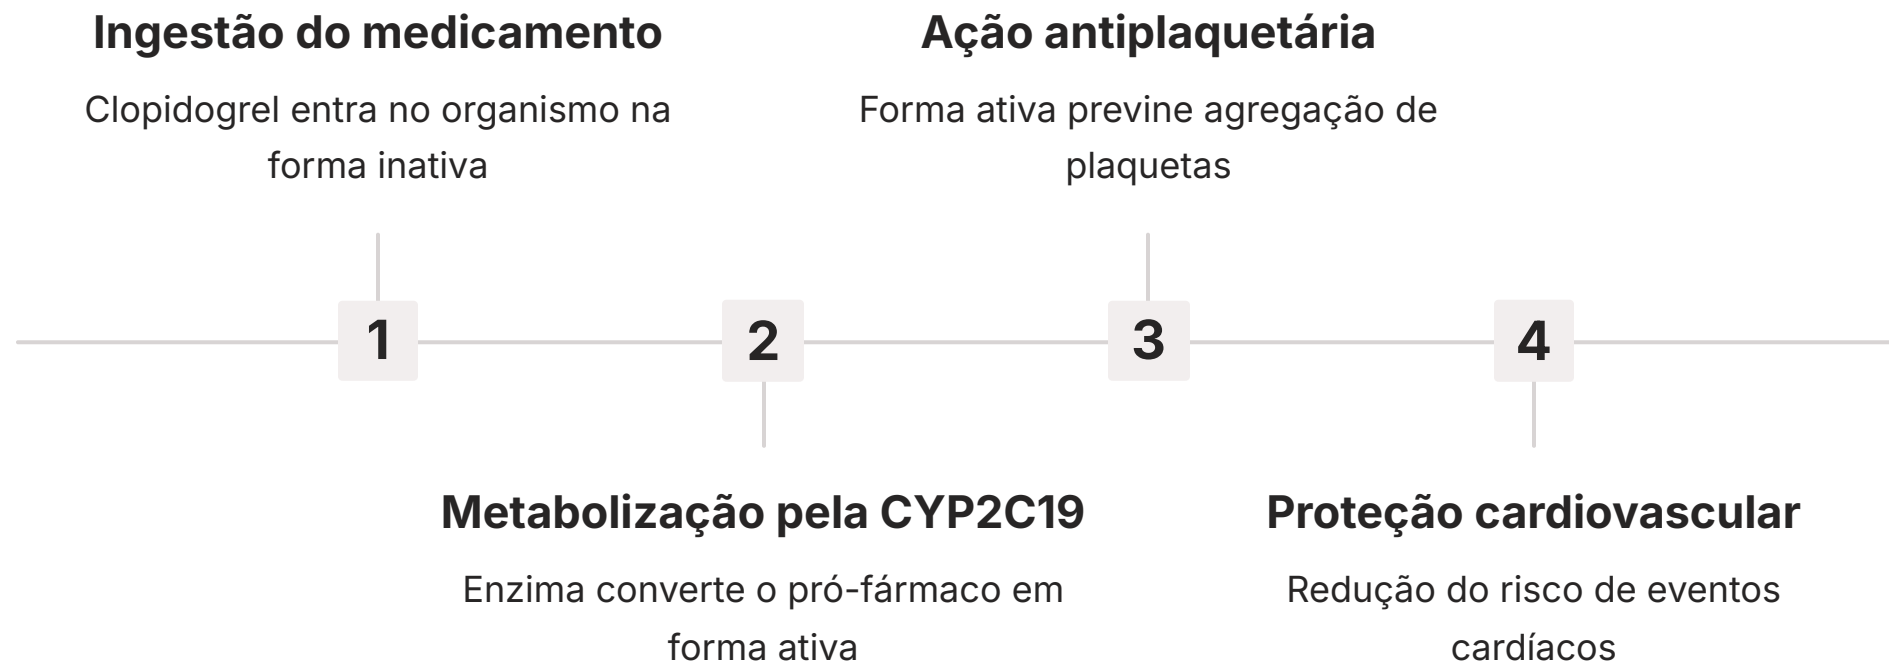 Ingestão do medicamento
Clopidogrel entra no organismo na
forma inativa
Ação antiplaquetária
Forma ativa previne agregação de
plaquetas
1
2
3
4
Metabolização pela CYP2C19
Enzima converte o pró-fármaco em
forma ativa
Proteção cardiovascular
Redução do risco de eventos
cardíacos